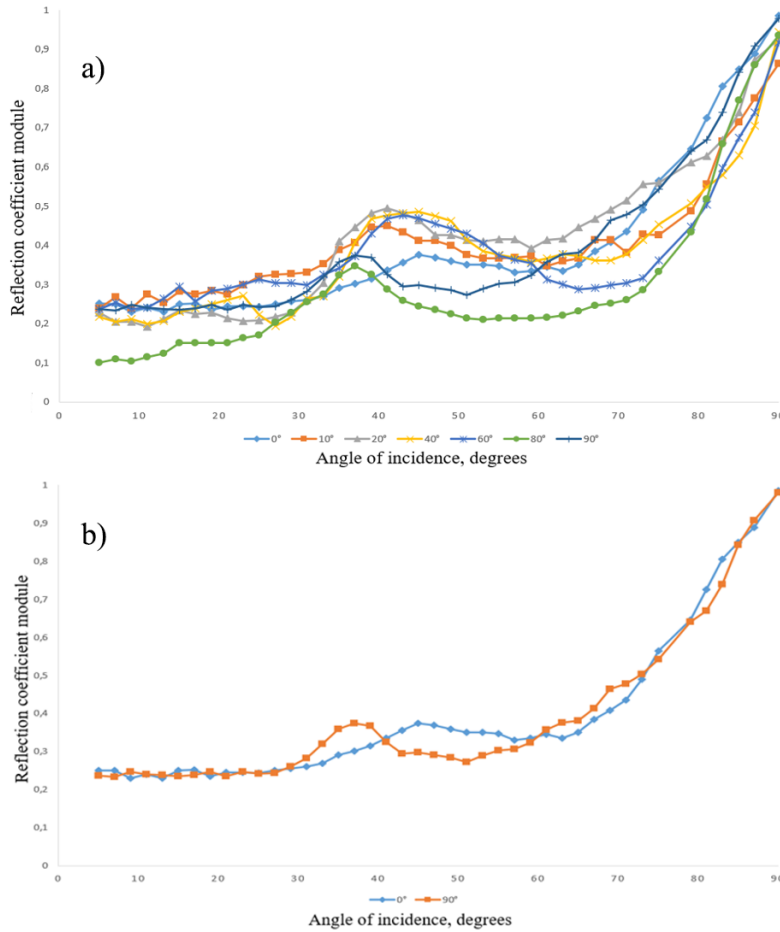 a)
Reflection coefficient module
1
0,9
0,8
0,7
0,6
0,5
0,4
0,3
0,2
0,1
0
0 10 20 30 40 50 60 70 80 90
0° 10° 20° 40° 60° 80° 90°
Angle of incidence, degrees
b)
Reflection coefficient module
1
0,9
0,8
0,7
0,6
0,5
0,4
0,3
0,2
0,1
0
0 10 20 30 40 50 60 70 80 90
0° 90°
Angle of incidence, degrees